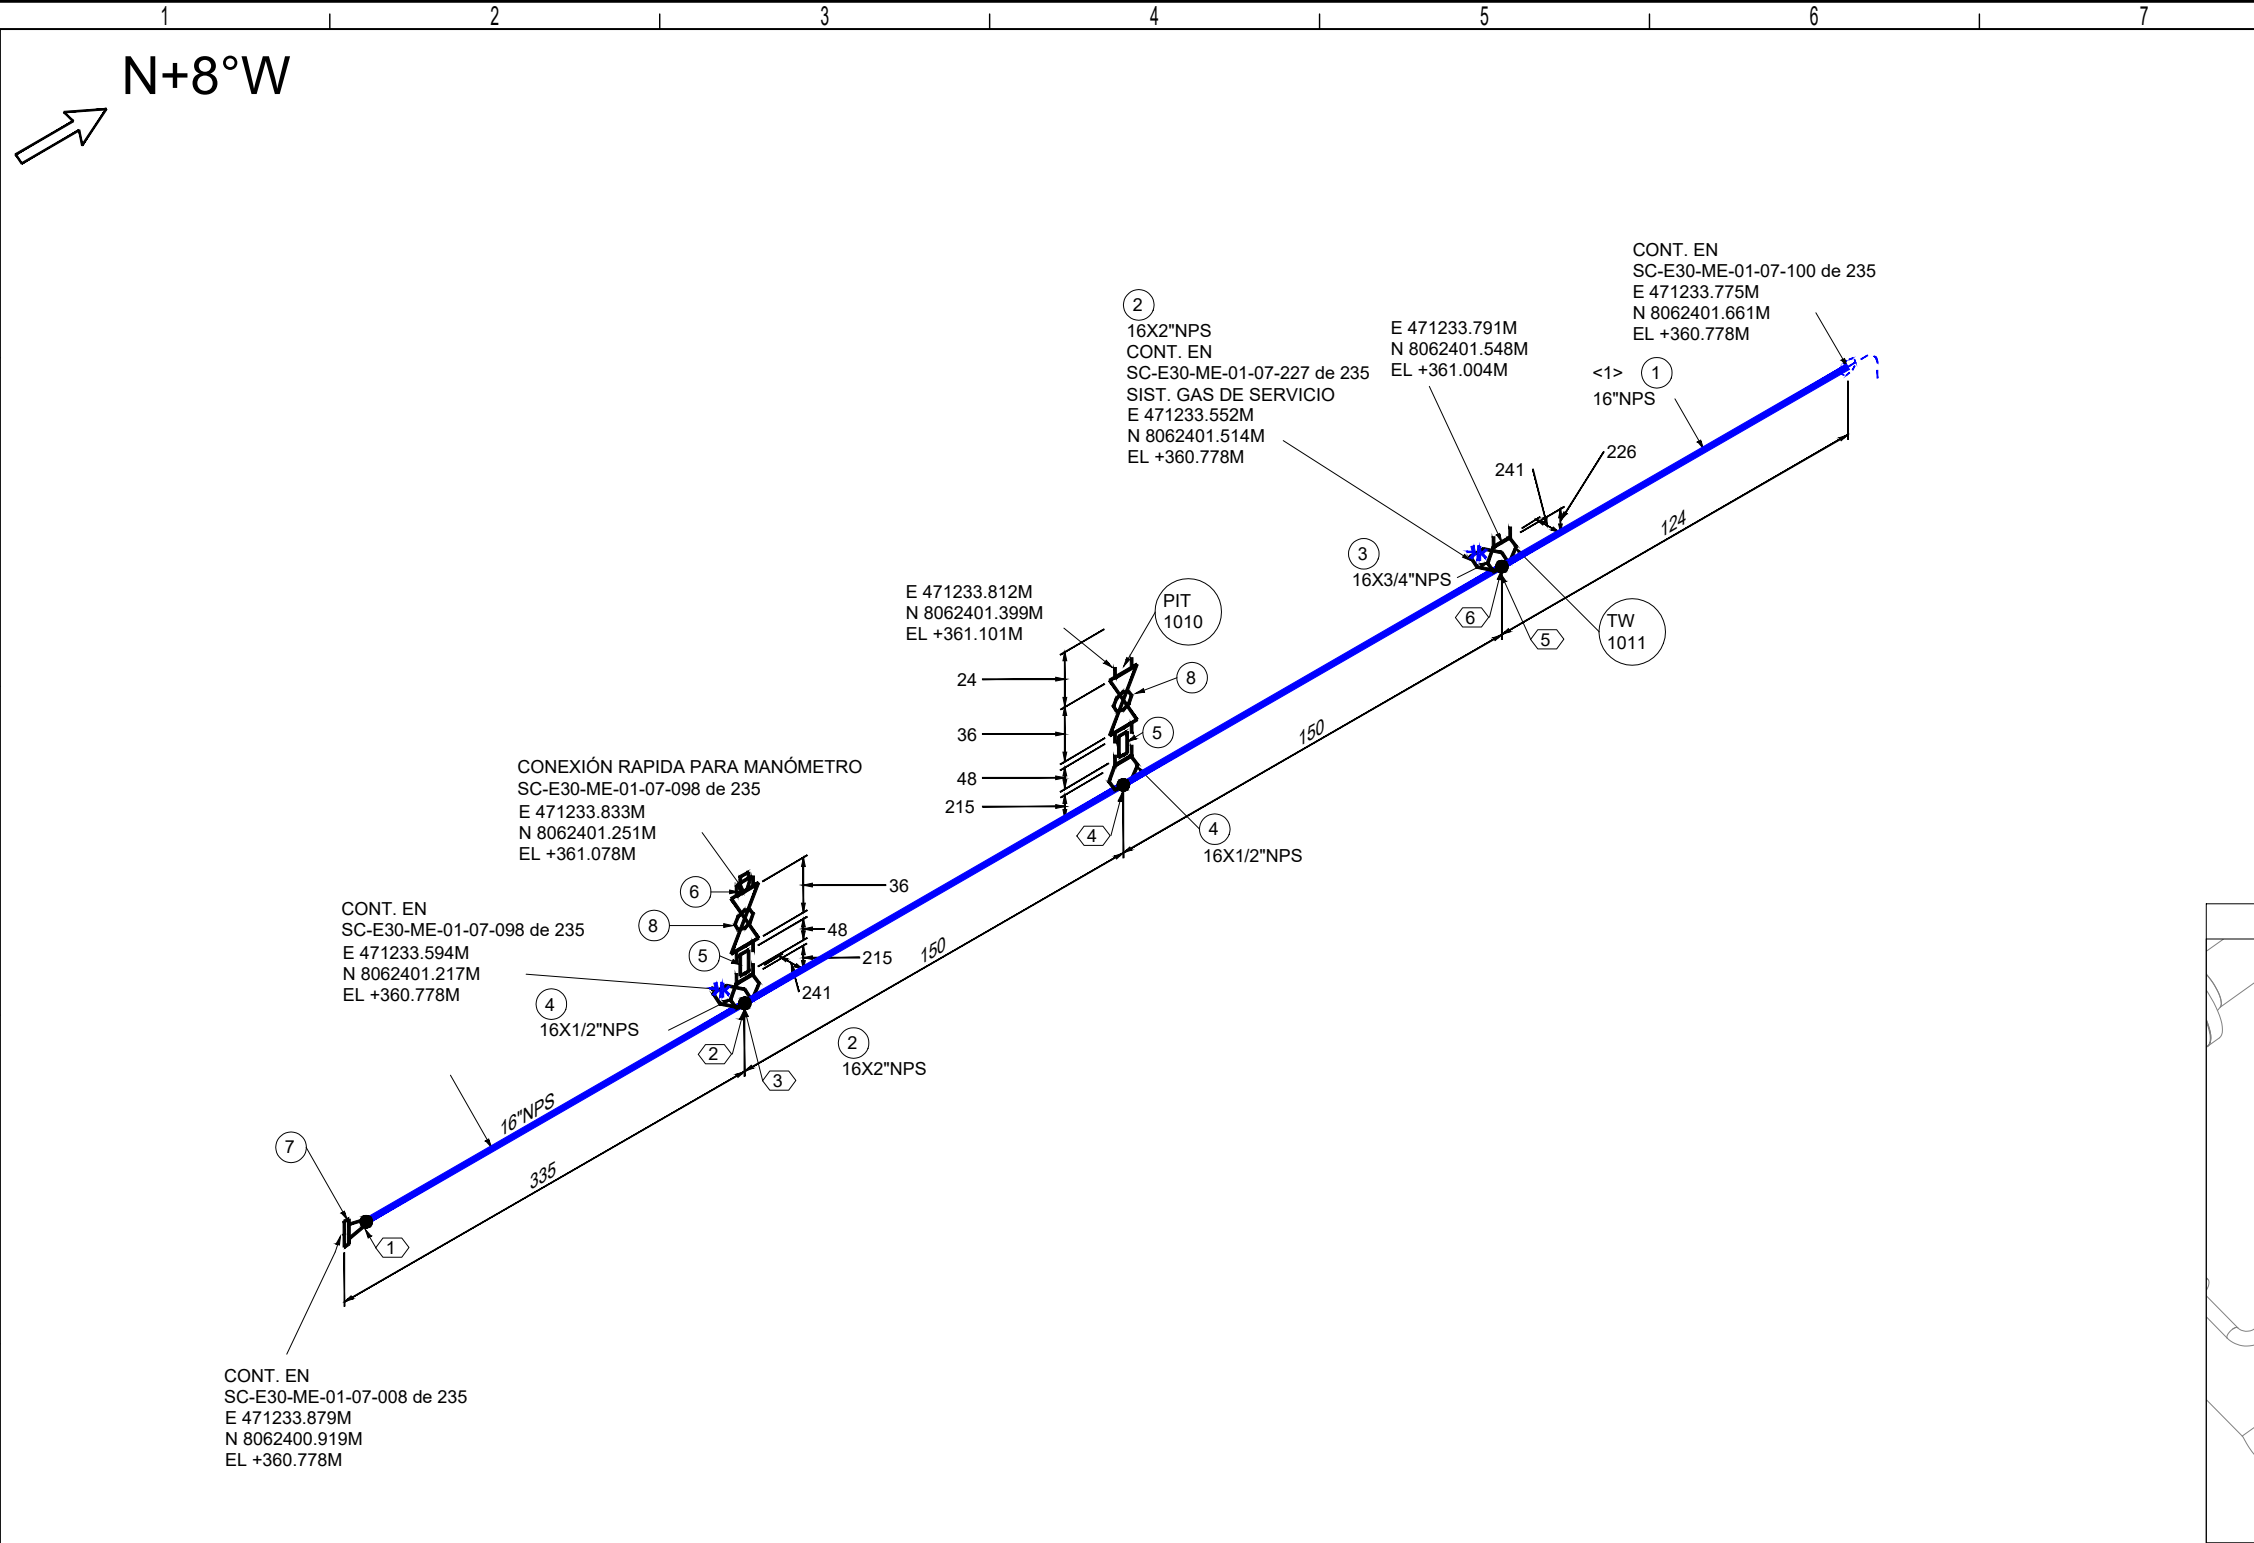 1 2 3 4 5 6 7
N+8°W
CONT. EN
SC-E30-ME-01-07-100 de 235
E 471233.775M
N 8062401.661M
EL +360.778M
2
16X2"NPS
CONT. EN
SC-E30-ME-01-07-227 de 235
SIST. GAS DE SERVICIO
E 471233.552M
N 8062401.514M
EL +360.778M
E 471233.791M
N 8062401.548M
EL +361.004M
<1> 1
16"NPS
226
241
124
3
16X3/4"NPS
6
5
TW
1011
E 471233.812M
N 8062401.399M
EL +361.101M
PIT
1010
24
8
36
5
48
215
150
4
4
16X1/2"NPS
CONEXIÓN RAPIDA PARA MANÓMETRO
SC-E30-ME-01-07-098 de 235
E 471233.833M
N 8062401.251M
EL +361.078M
6
36
8
48
5
215
241
150
CONT. EN
SC-E30-ME-01-07-098 de 235
E 471233.594M
N 8062401.217M
EL +360.778M
4
16X1/2"NPS
2
3
2
16X2"NPS
16"NPS
335
7
1
CONT. EN
SC-E30-ME-01-07-008 de 235
E 471233.879M
N 8062400.919M
EL +360.778M